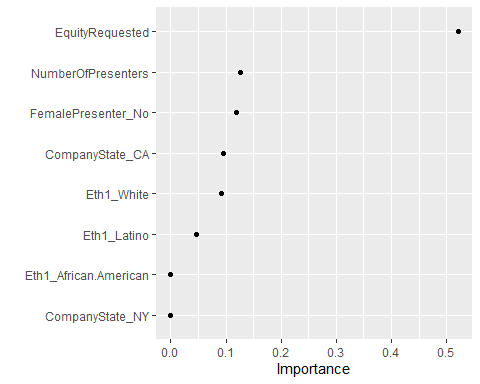 EquityRequested
NumberOfPresenters
FemalePresenter_No
CompanyState_CA
Eth1_White
Eth1_Latino
Eth1_African.American
CompanyState_NY
0.0 0.1 0.2 0.3 0.4 0.5
Importance